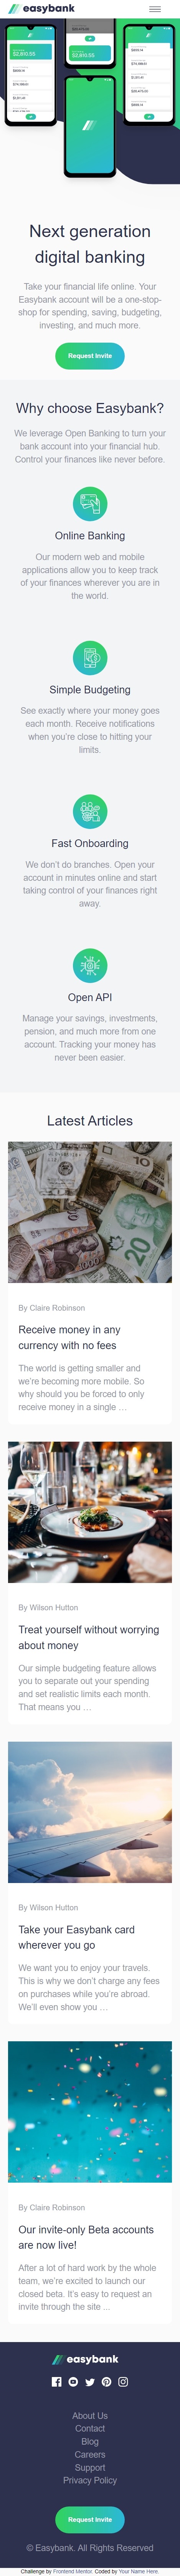 easybank
Next generation
digital banking
Take your financial life online. Your
Easybank account will be a one-stop-
shop for spending, saving, budgeting,
investing, and much more.
Request Invite
Why choose Easybank?
We leverage Open Banking to turn your
bank account into your financial hub.
Control your finances like never before.
Online Banking
Our modern web and mobile
applications allow you to keep track
of your finances wherever you are in
the world.
Simple Budgeting
See exactly where your money goes
each month. Receive notifications
when you’re close to hitting your
limits.
Fast Onboarding
We don’t do branches. Open your
account in minutes online and start
taking control of your finances right
away.
Open API
Manage your savings, investments,
pension, and much more from one
account. Tracking your money has
never been easier.
Latest Articles
By Claire Robinson
Receive money in any
currency with no fees
The world is getting smaller and
we’re becoming more mobile. So
why should you be forced to only
receive money in a single …
By Wilson Hutton
Treat yourself without worrying
about money
Our simple budgeting feature allows
you to separate out your spending
and set realistic limits each month.
That means you …
By Wilson Hutton
Take your Easybank card
wherever you go
We want you to enjoy your travels.
This is why we don’t charge any fees
on purchases while you’re abroad.
We’ll even show you …
By Claire Robinson
Our invite-only Beta accounts
are now live!
After a lot of hard work by the whole
team, we’re excited to launch our
closed beta. It’s easy to request an
invite through the site ...
easybank
About Us
Contact
Blog
Careers
Support
Privacy Policy
Request Invite
© Easybank. All Rights Reserved
Challenge by Frontend Mentor. Coded by Your Name Here.